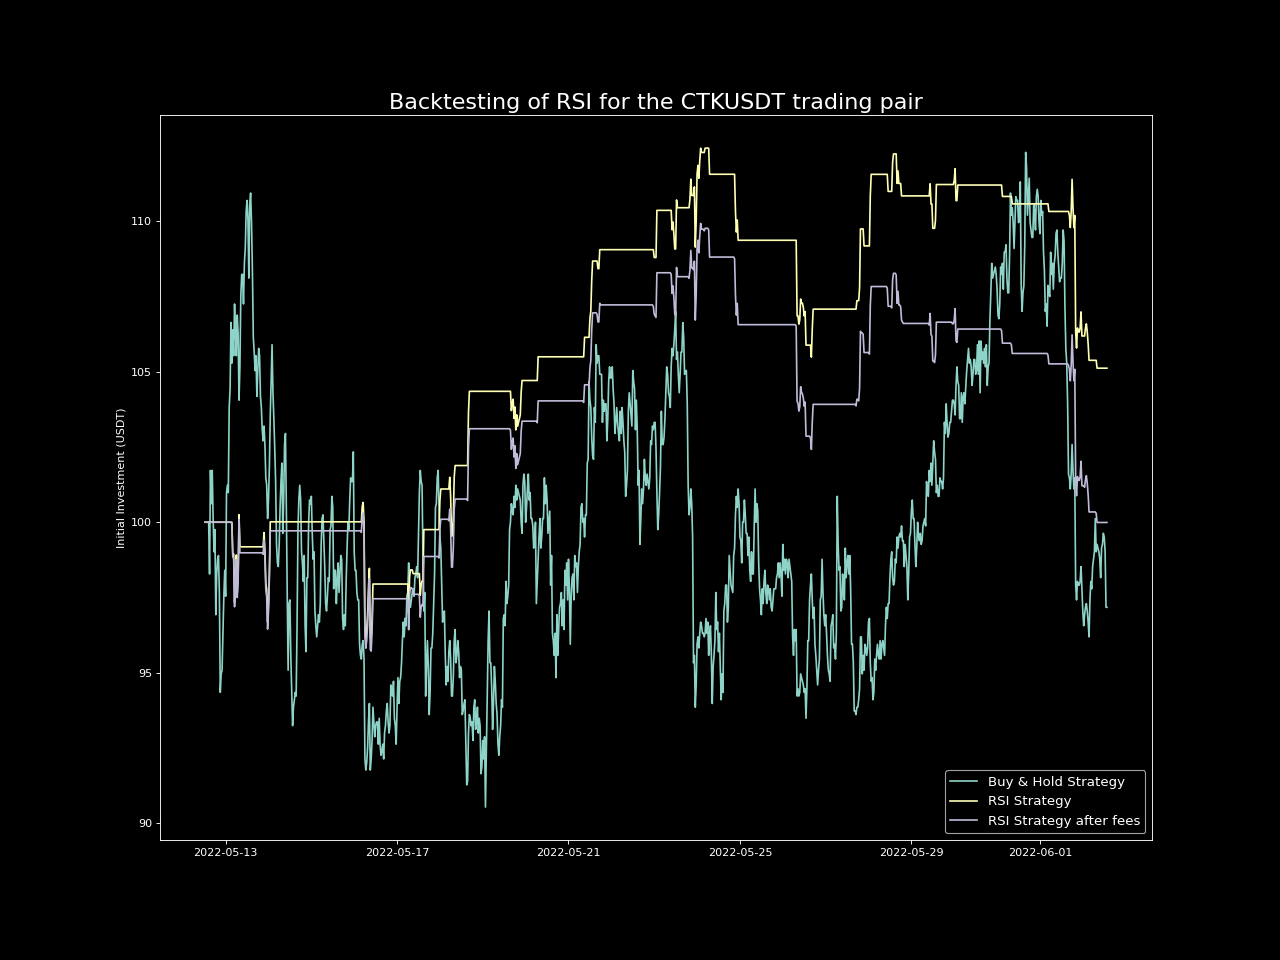 Backtesting of RSI for the CTKUSDT trading pair
Initial Investment (USDT)
110
105
100
95
90
2022-05-13
2022-05-17
2022-05-21
2022-05-25
2022-05-29
2022-06-01
Buy & Hold Strategy
RSI Strategy
RSI Strategy after fees